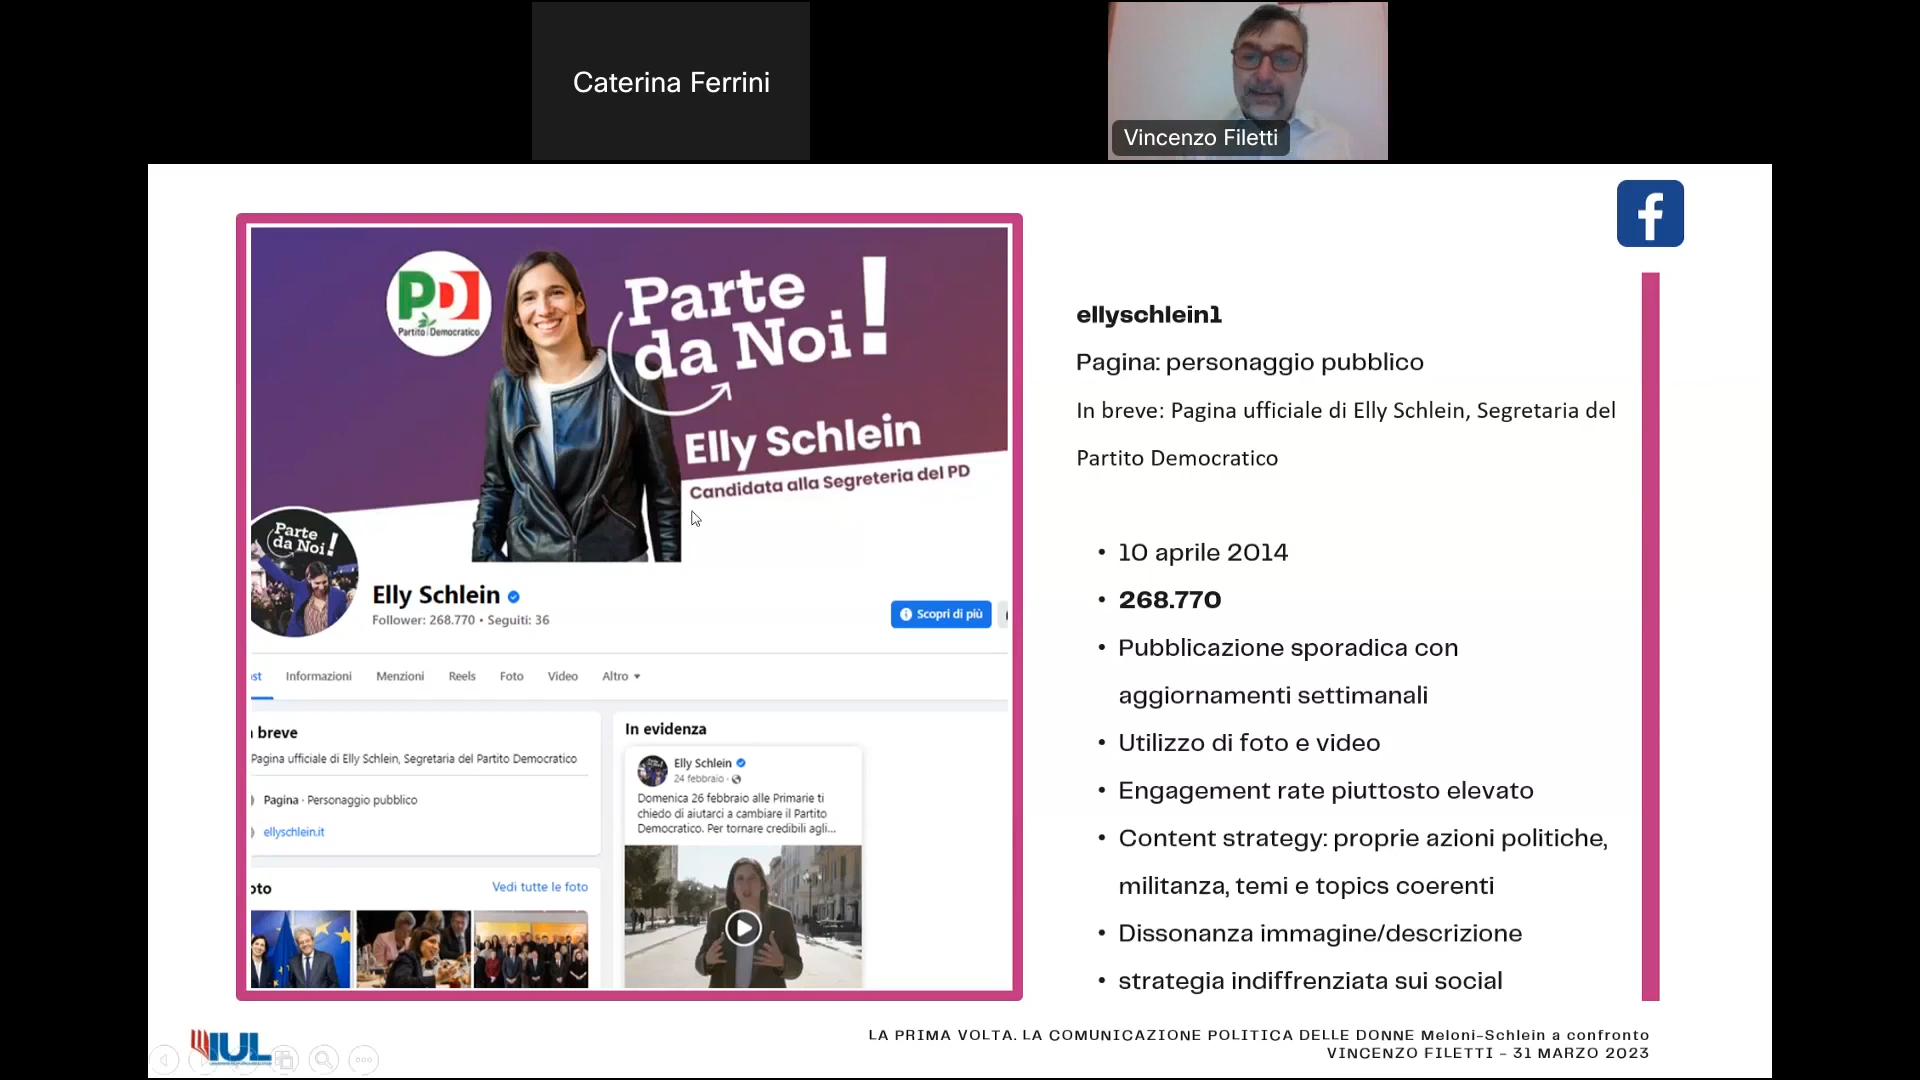 Caterina Ferrini
Vincenzo Filetti
f
PD
Partito Democratico
Parte
da Noi!
Elly Schlein
Candidata alla Segreteria del PD
Parte
da Noi!
Elly Schlein
Follower: 268.770 • Seguiti: 36
Scopri di più
st
Informazioni
Menzioni
Reels
Foto
Video
Altro
breve
Pagina ufficiale di Elly Schlein, Segretaria del Partito Democratico
Pagina · Personaggio pubblico
ellyschlein.it
oto
Vedi tutte le foto
In evidenza
Elly Schlein
24 febbraio ·
Domenica 26 febbraio alle Primarie ti
chiedo di aiutarci a cambiare il Partito
Democratico. Per tornare credibili agli...
ellyschlein1
Pagina: personaggio pubblico
In breve: Pagina ufficiale di Elly Schlein, Segretaria del
Partito Democratico
• 10 aprile 2014
• 268.770
• Pubblicazione sporadica con
aggiornamenti settimanali
• Utilizzo di foto e video
• Engagement rate piuttosto elevato
• Content strategy: proprie azioni politiche,
militanza, temi e topics coerenti
• Dissonanza immagine/descrizione
• strategia indiffrenziata sui social
IUL
LA PRIMA VOLTA. LA COMUNICAZIONE POLITICA DELLE DONNE Meloni-Schlein a confronto
VINCENZO FILETTI - 31 MARZO 2023